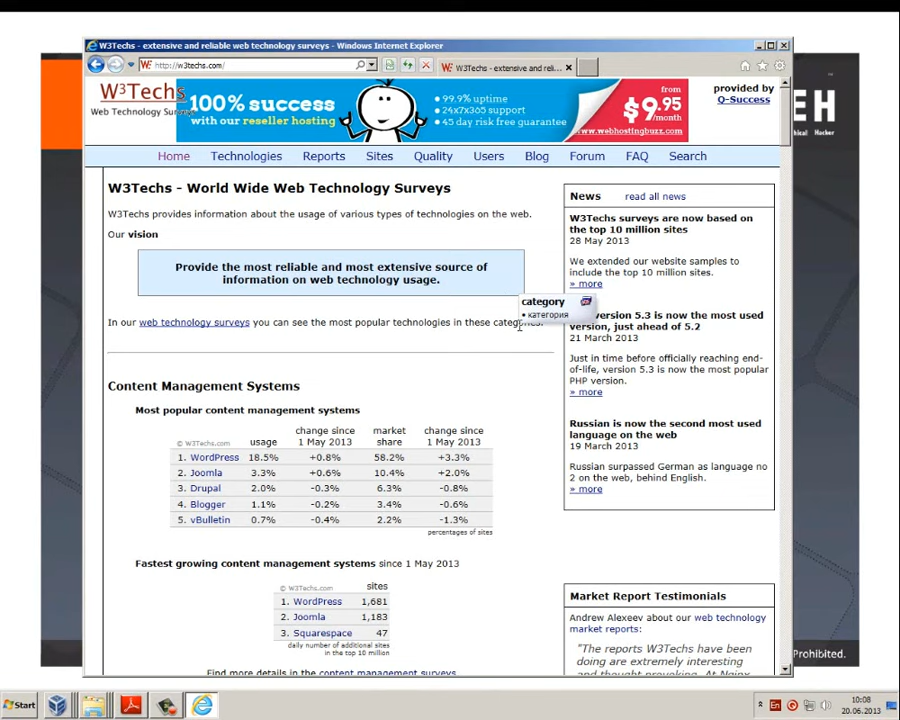 W3Techs - extensive and reliable web technology surveys - Windows Internet Explorer
http://w3techs.com/
W3Techs - extensive and reli...
W3Techs
Web Technology Surveys
100% success
with our reseller hosting
99.9% uptime
24x7x365 support
45 day risk free guarantee
from
$9.95
/month
www.webhostingbuzz.com
provided by
Q-Success
EH
ical Hacker
Home Technologies Reports Sites Quality Users Blog Forum FAQ Search
W3Techs - World Wide Web Technology Surveys
W3Techs provides information about the usage of various types of technologies on the web.
Our vision
Provide the most reliable and most extensive source of
information on web technology usage.
In our web technology surveys you can see the most popular technologies in these categories.
category
• категория
Content Management Systems
Most popular content management systems
© W3Techs.com usage change since 1 May 2013 market share change since 1 May 2013
1. WordPress 18.5% +0.8% 58.2% +3.3%
2. Joomla 3.3% +0.6% 10.4% +2.0%
3. Drupal 2.0% -0.3% 6.3% -0.8%
4. Blogger 1.1% -0.2% 3.4% -0.6%
5. vBulletin 0.7% -0.4% 2.2% -1.3%
percentages of sites
Fastest growing content management systems since 1 May 2013
© W3Techs.com sites
1. WordPress 1,681
2. Joomla 1,183
3. Squarespace 47
daily number of additional sites
in the top 10 million
Find more details in the content management surveys
News read all news
W3Techs surveys are now based on
the top 10 million sites
28 May 2013
We extended our website samples to
include the top 10 million sites.
» more
version 5.3 is now the most used
version, just ahead of 5.2
21 March 2013
Just in time before officially reaching end-
of-life, version 5.3 is now the most popular
PHP version.
» more
Russian is now the second most used
language on the web
19 March 2013
Russian surpassed German as language no
2 on the web, behind English.
» more
Market Report Testimonials
Andrew Alexeev about our web technology
market reports:
"The reports W3Techs have been
doing are extremely interesting
and thought provoking. At Nginx
Prohibited.
Start
En
10:08
20.06.2013